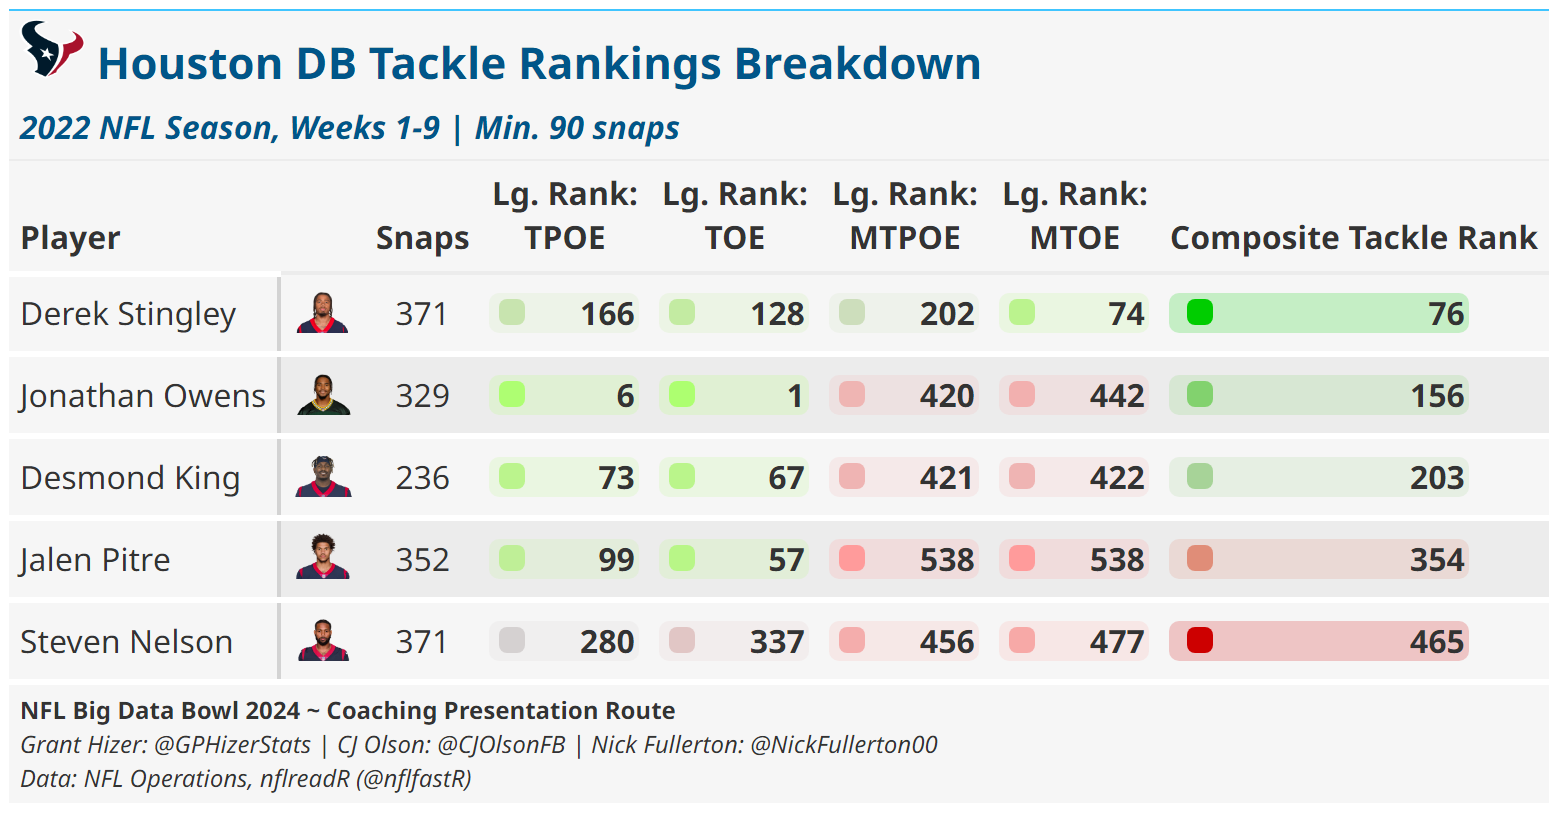 Houston DB Tackle Rankings Breakdown
2022 NFL Season, Weeks 1-9 | Min. 90 snaps
Player Snaps Lg. Rank: TPOE Lg. Rank: TOE Lg. Rank: MTPOE Lg. Rank: MTOE Composite Tackle Rank
Derek Stingley 371 166 128 202 74 76
Jonathan Owens 329 6 1 420 442 156
Desmond King 236 73 67 421 422 203
Jalen Pitre 352 99 57 538 538 354
Steven Nelson 371 280 337 456 477 465
NFL Big Data Bowl 2024 ~ Coaching Presentation Route
Grant Hizer: @GPHizerStats | CJ Olson: @CJOlsonFB | Nick Fullerton: @NickFullerton00
Data: NFL Operations, nflreadR (@nflfastR)